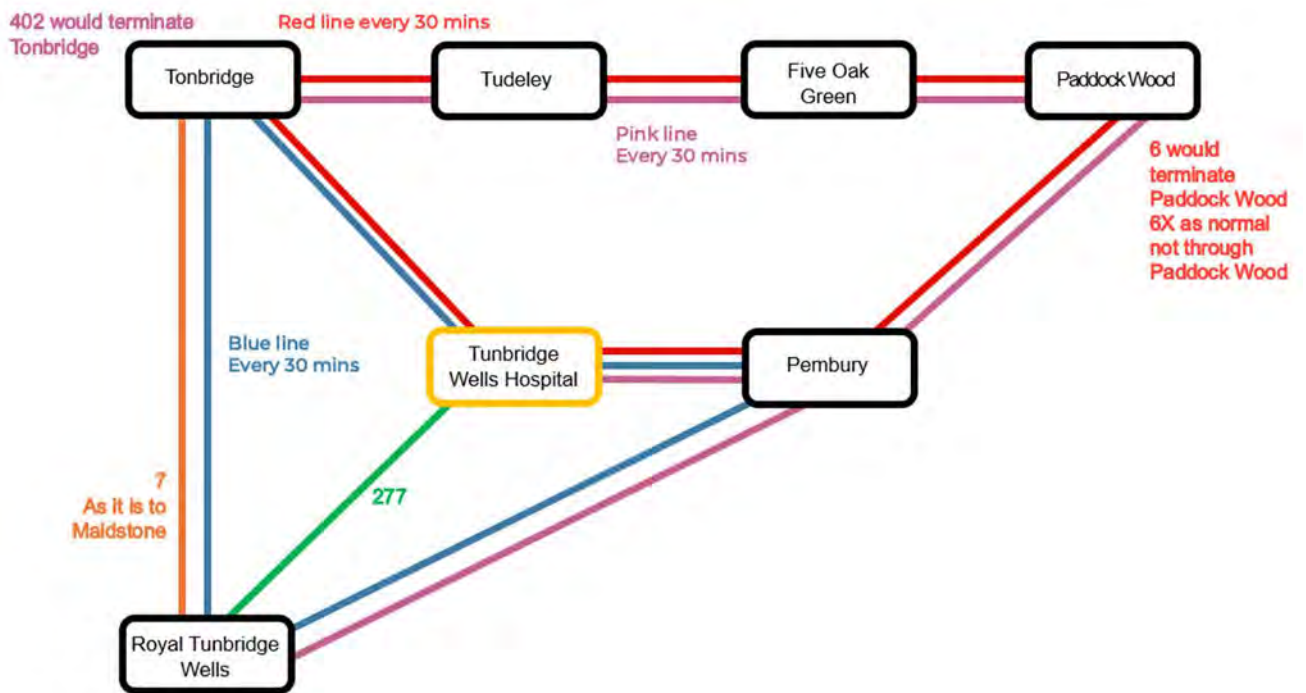 402 would terminate
Tonbridge
Red line every 30 mins
Tonbridge
Tudeley
Five Oak
Green
Paddock Wood
Pink line
Every 30 mins
6 would
terminate
Paddock Wood
6X as normal
not through
Paddock Wood
Blue line
Every 30 mins
Tunbridge
Wells Hospital
Pembury
7
As it is to
Maidstone
277
Royal Tunbridge
Wells